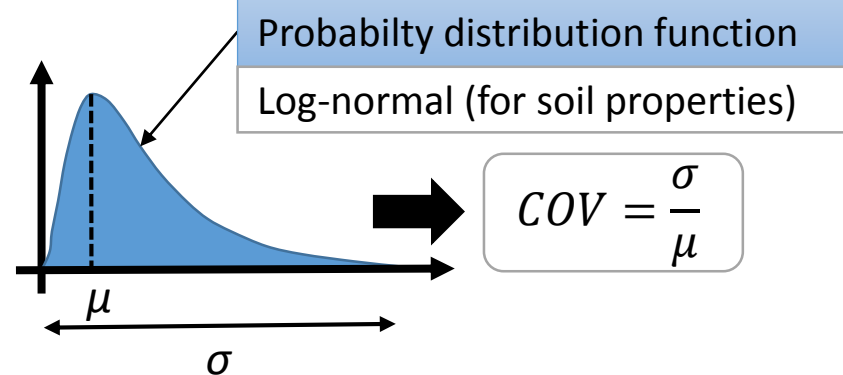 Probabilty distribution function
Log-normal (for soil properties)
COV = σ/μ
μ
σ